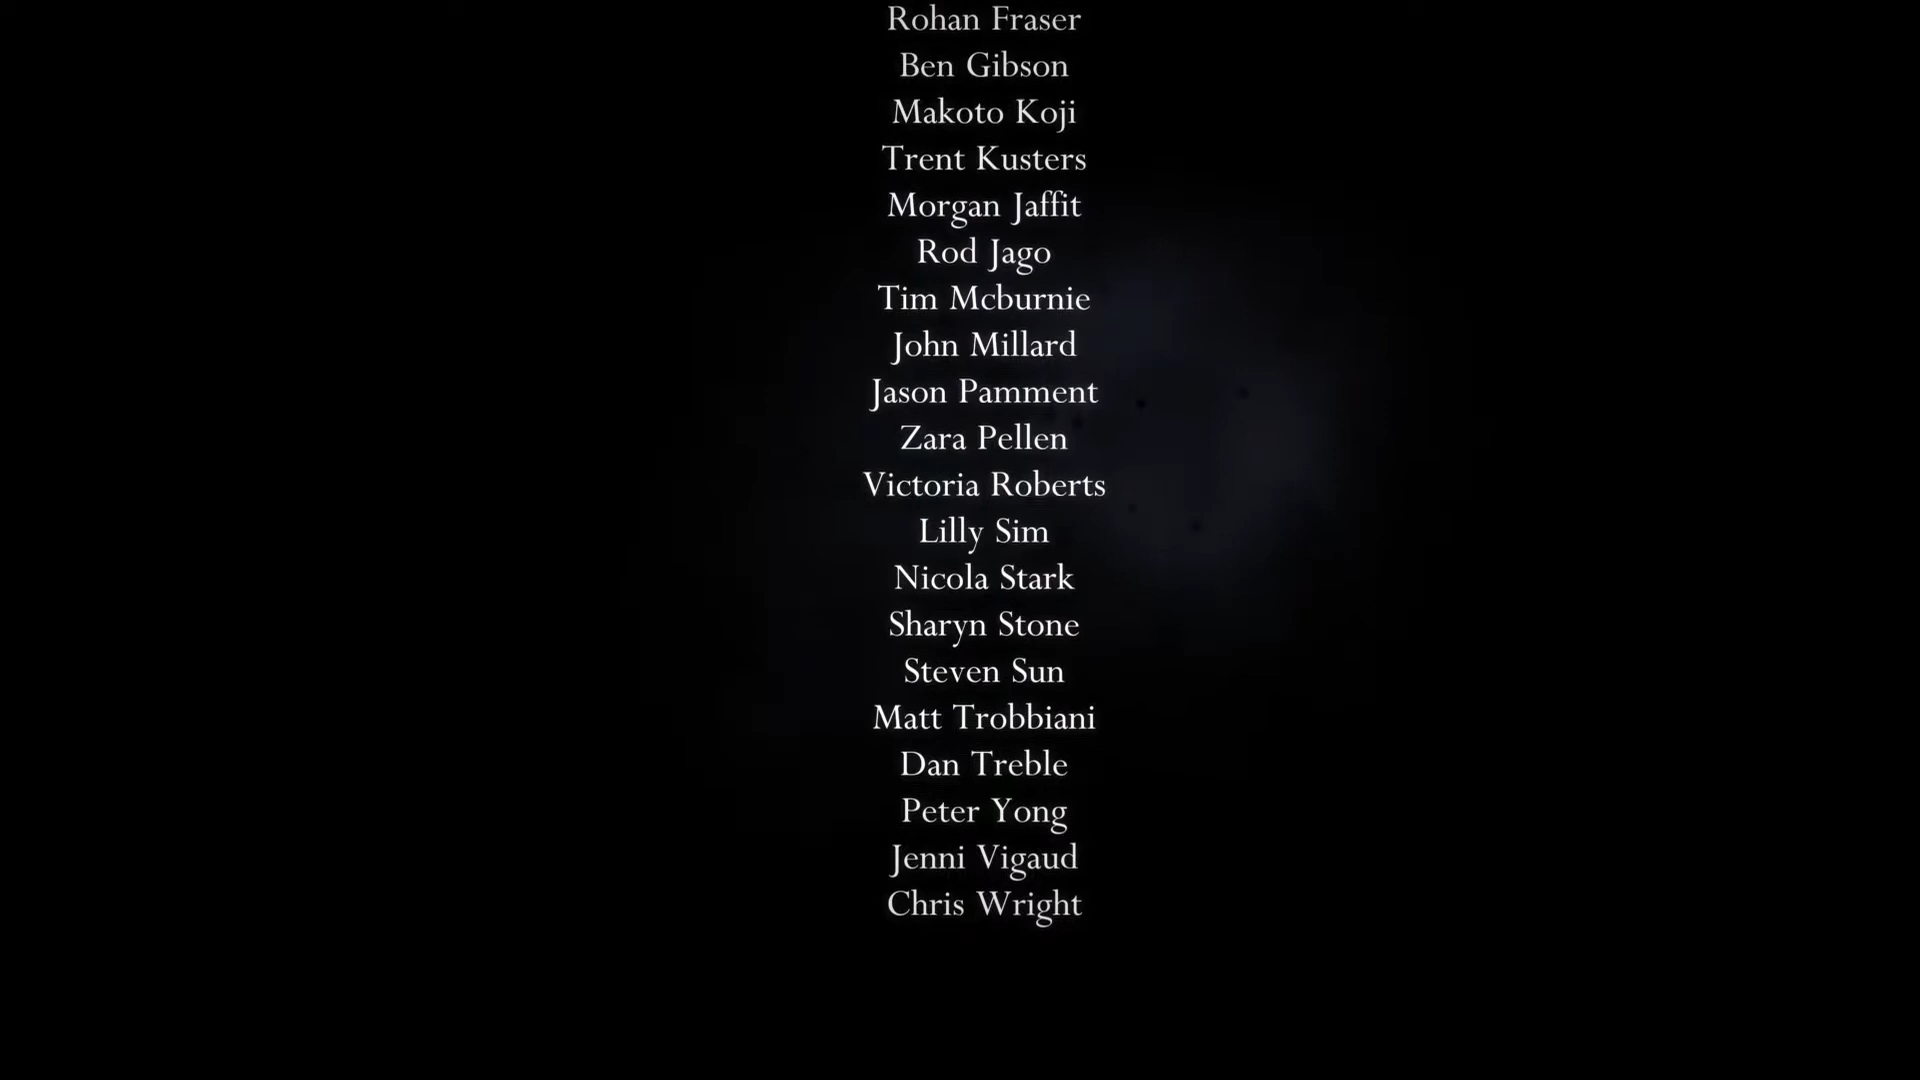 Rohan Fraser
Ben Gibson
Makoto Koji
Trent Kusters
Morgan Jaffit
Rod Jago
Tim Mcburnie
John Millard
Jason Pamment
Zara Pellen
Victoria Roberts
Lilly Sim
Nicola Stark
Sharyn Stone
Steven Sun
Matt Trobbiani
Dan Treble
Peter Yong
Jenni Vigaud
Chris Wright